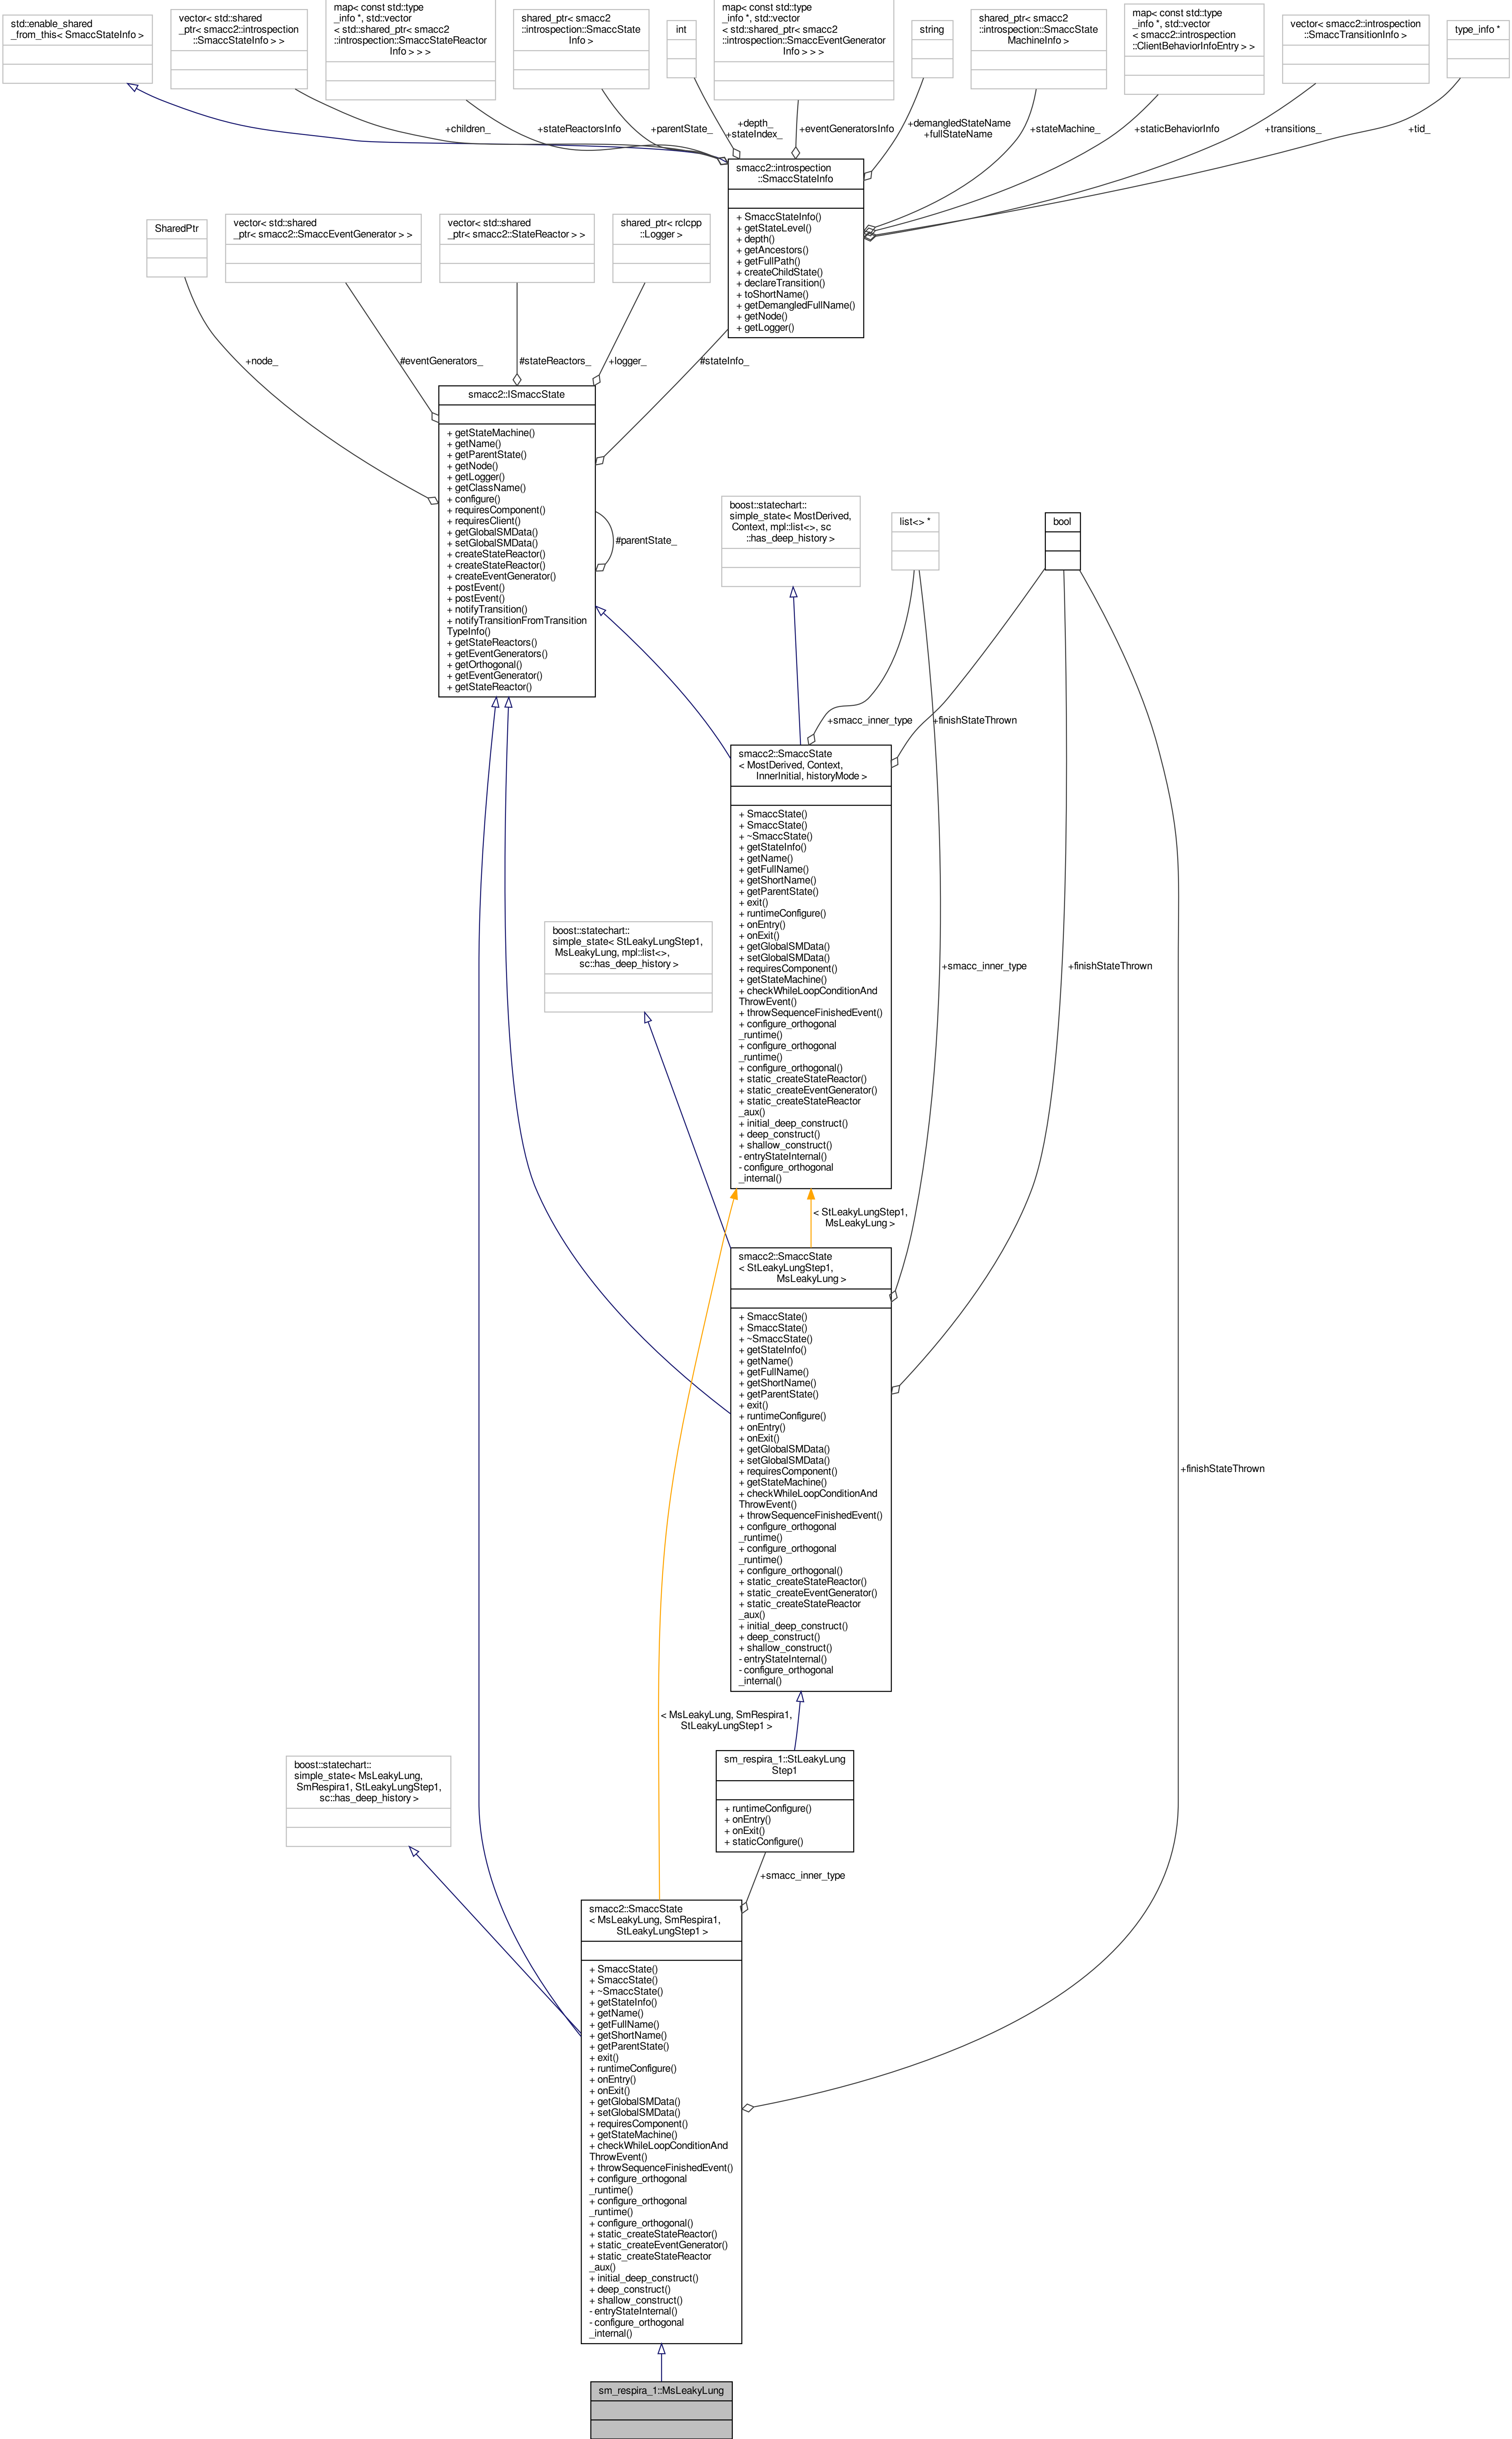 std::enable_shared
_from_this< SmaccStateInfo >
vector< std::shared
_ptr< smacc2::introspection
::SmaccStateInfo > >
map< const std::type
_info *, std::vector
< std::shared_ptr< smacc2
::introspection::SmaccStateReactor
Info > > >
shared_ptr< smacc2
::introspection::SmaccState
Info >
int
map< const std::type
_info *, std::vector
< std::shared_ptr< smacc2
::introspection::SmaccEventGenerator
Info > > >
string
shared_ptr< smacc2
::introspection::SmaccState
MachineInfo >
map< const std::type
_info *, std::vector
< smacc2::introspection
::ClientBehaviorInfoEntry > >
vector< smacc2::introspection
::SmaccTransitionInfo >
type_info *
+children_
+stateReactorsInfo
+parentState_
+depth_
+stateIndex_
+eventGeneratorsInfo
+demangledStateName
+fullStateName
+stateMachine_
+staticBehaviorInfo
+transitions_
+tid_
smacc2::introspection
::SmaccStateInfo
+ SmaccStateInfo()
+ getStateLevel()
+ depth()
+ getAncestors()
+ getFullPath()
+ createChildState()
+ declareTransition()
+ toShortName()
+ getDemangledFullName()
+ getNode()
+ getLogger()
SharedPtr
vector< std::shared
_ptr< smacc2::SmaccEventGenerator > >
vector< std::shared
_ptr< smacc2::StateReactor > >
shared_ptr< rclcpp
::Logger >
+node_
#eventGenerators_
#stateReactors_
+logger_
#stateInfo_
smacc2::ISmaccState
+ getStateMachine()
+ getName()
+ getParentState()
+ getNode()
+ getLogger()
+ getClassName()
+ configure()
+ requiresComponent()
+ requiresClient()
+ getGlobalSMData()
+ setGlobalSMData()
+ createStateReactor()
+ createStateReactor()
+ createEventGenerator()
+ postEvent()
+ postEvent()
+ notifyTransition()
+ notifyTransitionFromTransition
TypeInfo()
+ getStateReactors()
+ getEventGenerators()
+ getOrthogonal()
+ getEventGenerator()
+ getStateReactor()
#parentState_
boost::statechart::
simple_state< MostDerived,
Context, mpl::list<>, sc
::has_deep_history >
list<> *
bool
+smacc_inner_type
+finishStateThrown
smacc2::SmaccState
< MostDerived, Context,
InnerInitial, historyMode >
+ SmaccState()
+ SmaccState()
+ ~SmaccState()
+ getStateInfo()
+ getName()
+ getFullName()
+ getShortName()
+ getParentState()
+ exit()
+ runtimeConfigure()
+ onEntry()
+ onExit()
+ getGlobalSMData()
+ setGlobalSMData()
+ requiresComponent()
+ getStateMachine()
+ checkWhileLoopConditionAnd
ThrowEvent()
+ throwSequenceFinishedEvent()
+ configure_orthogonal
_runtime()
+ configure_orthogonal
_runtime()
+ configure_orthogonal()
+ static_createStateReactor()
+ static_createEventGenerator()
+ static_createStateReactor
_aux()
+ initial_deep_construct()
+ deep_construct()
+ shallow_construct()
- entryStateInternal()
- configure_orthogonal
_internal()
boost::statechart::
simple_state< StLeakyLungStep1,
MsLeakyLung, mpl::list<>,
sc::has_deep_history >
+smacc_inner_type
+finishStateThrown
< StLeakyLungStep1,
MsLeakyLung >
smacc2::SmaccState
< StLeakyLungStep1,
MsLeakyLung >
+ SmaccState()
+ SmaccState()
+ ~SmaccState()
+ getStateInfo()
+ getName()
+ getFullName()
+ getShortName()
+ getParentState()
+ exit()
+ runtimeConfigure()
+ onEntry()
+ onExit()
+ getGlobalSMData()
+ setGlobalSMData()
+ requiresComponent()
+ getStateMachine()
+ checkWhileLoopConditionAnd
ThrowEvent()
+ throwSequenceFinishedEvent()
+ configure_orthogonal
_runtime()
+ configure_orthogonal
_runtime()
+ configure_orthogonal()
+ static_createStateReactor()
+ static_createEventGenerator()
+ static_createStateReactor
_aux()
+ initial_deep_construct()
+ deep_construct()
+ shallow_construct()
- entryStateInternal()
- configure_orthogonal
_internal()
+finishStateThrown
< MsLeakyLung, SmRespira1,
StLeakyLungStep1 >
boost::statechart::
simple_state< MsLeakyLung,
SmRespira1, StLeakyLungStep1,
sc::has_deep_history >
sm_respira_1::StLeakyLung
Step1
+ runtimeConfigure()
+ onEntry()
+ onExit()
+ staticConfigure()
+smacc_inner_type
smacc2::SmaccState
< MsLeakyLung, SmRespira1,
StLeakyLungStep1 >
+ SmaccState()
+ SmaccState()
+ ~SmaccState()
+ getStateInfo()
+ getName()
+ getFullName()
+ getShortName()
+ getParentState()
+ exit()
+ runtimeConfigure()
+ onEntry()
+ onExit()
+ getGlobalSMData()
+ setGlobalSMData()
+ requiresComponent()
+ getStateMachine()
+ checkWhileLoopConditionAnd
ThrowEvent()
+ throwSequenceFinishedEvent()
+ configure_orthogonal
_runtime()
+ configure_orthogonal
_runtime()
+ configure_orthogonal()
+ static_createStateReactor()
+ static_createEventGenerator()
+ static_createStateReactor
_aux()
+ initial_deep_construct()
+ deep_construct()
+ shallow_construct()
- entryStateInternal()
- configure_orthogonal
_internal()
sm_respira_1::MsLeakyLung